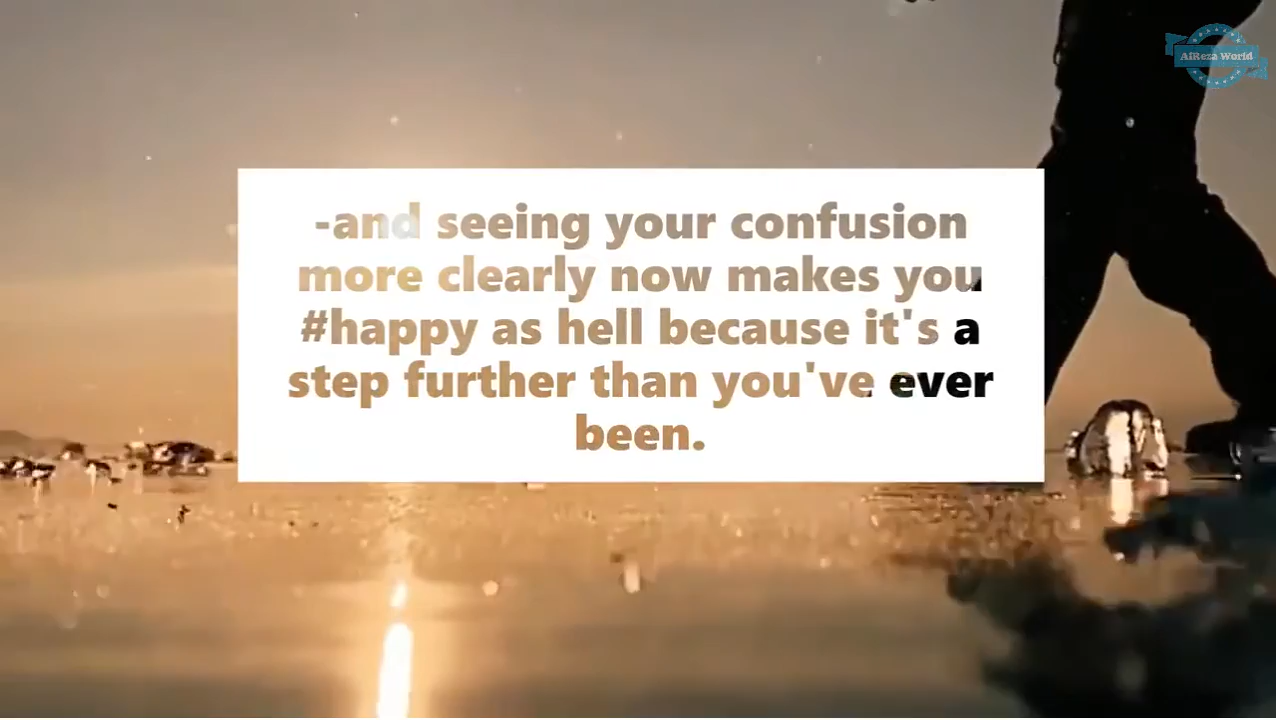 AiReza World
-and seeing your confusion
more clearly now makes you
#happy as hell because it's a
step further than you've ever
been.